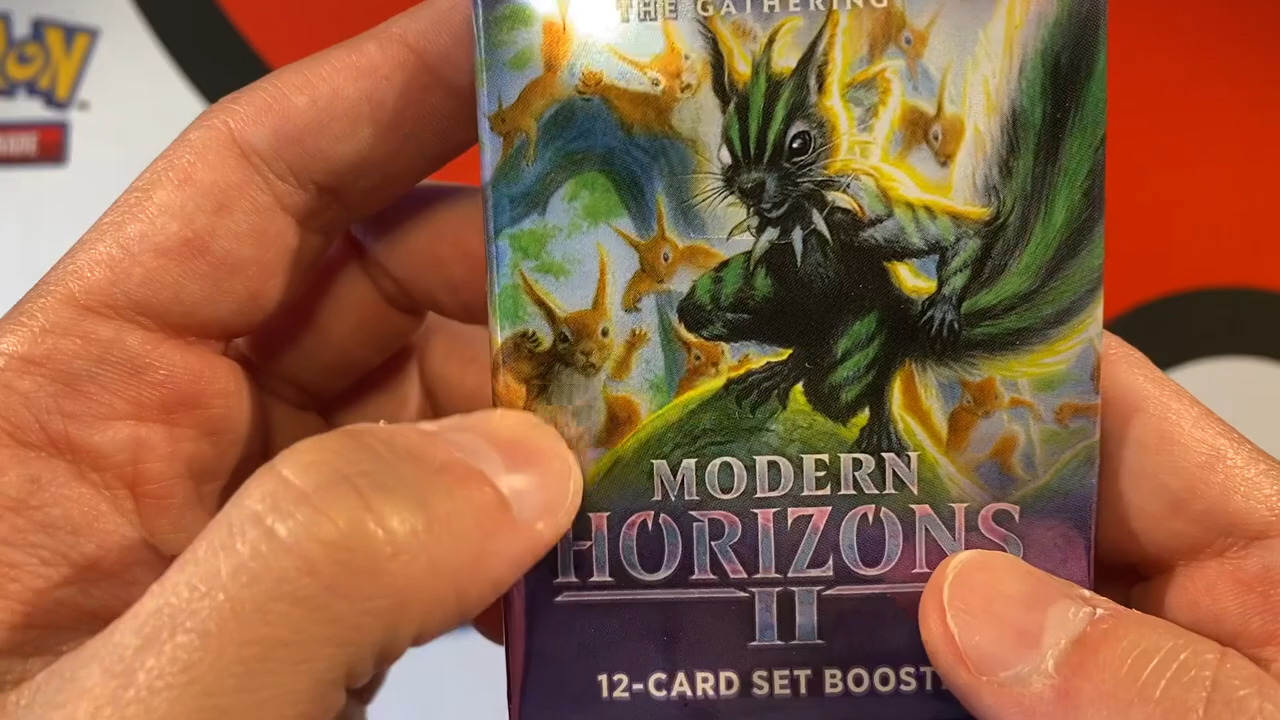 THE GATHERING
MODERN
HORIZONS
II
12-CARD SET BOOST